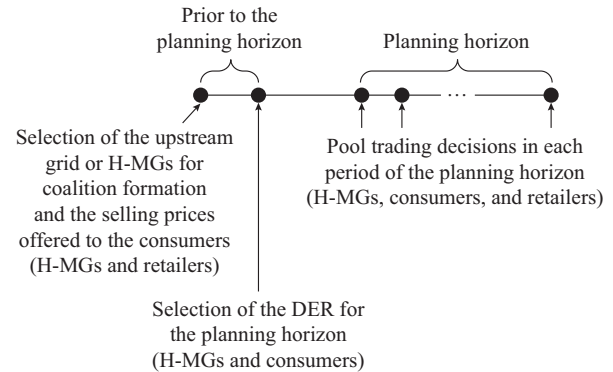 Prior to the
planning horizon
Planning horizon
...
Selection of the upstream
grid or H-MGs for
coalition formation
and the selling prices
offered to the consumers
(H-MGs and retailers)
Pool trading decisions in each
period of the planning horizon
(H-MGs, consumers, and retailers)
Selection of the DER for
the planning horizon
(H-MGs and consumers)